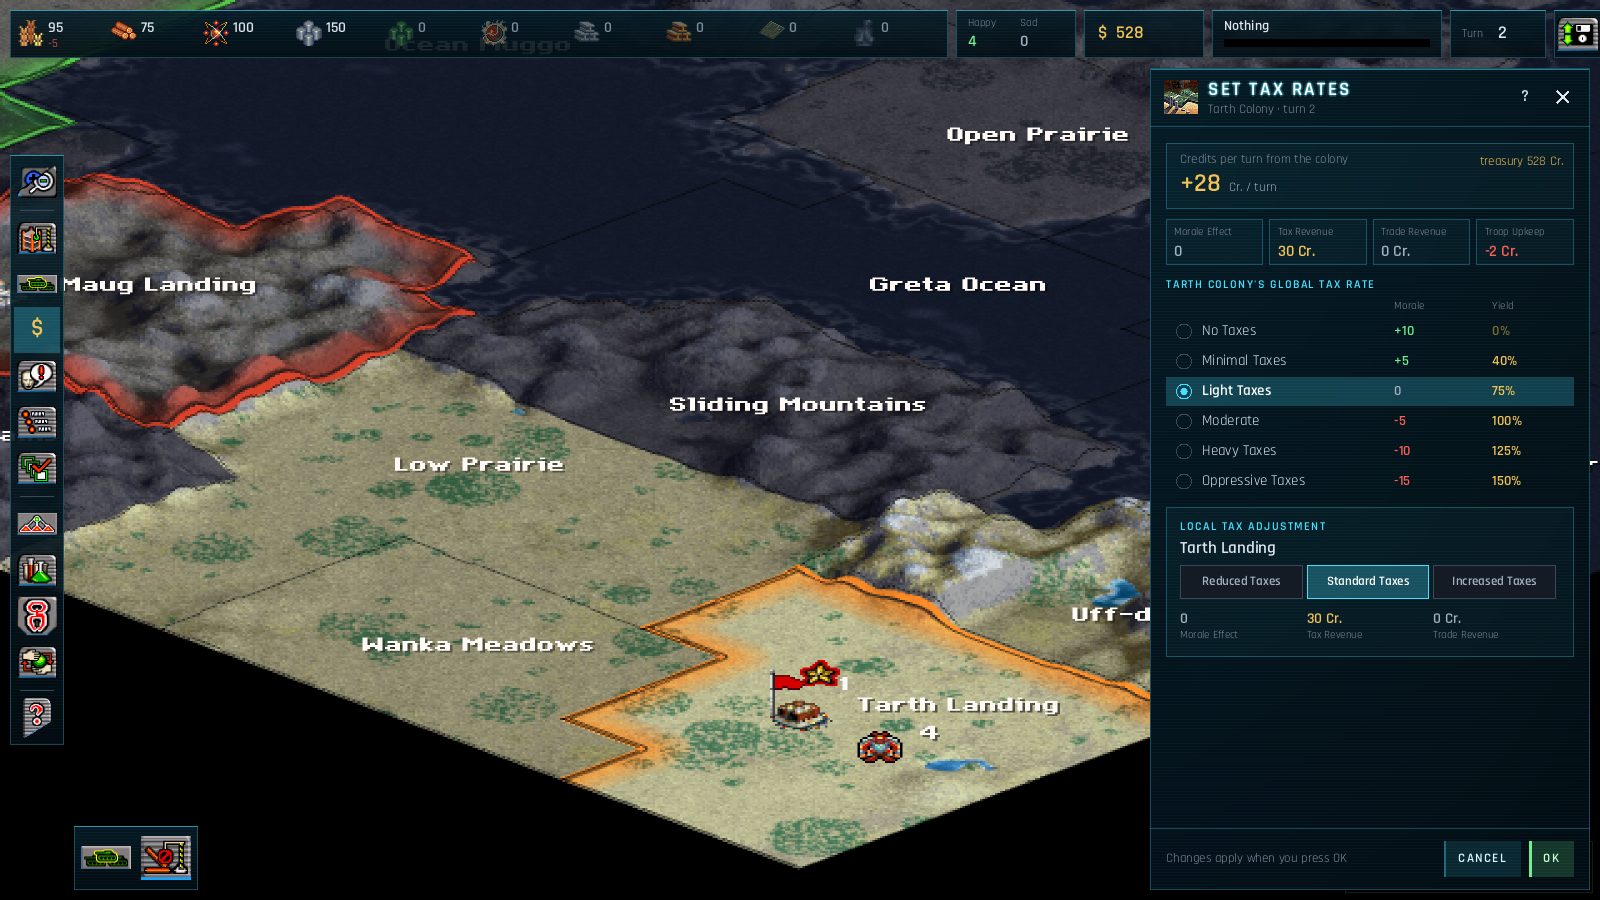 95
-5
75
100
150
0
0
0
0
0
0
Ocean Muggo
Happy
4
Sad
0
$ 528
Nothing
Turn 2
SET TAX RATES
Tarth Colony · turn 2
?
Credits per turn from the colony
treasury 528 Cr.
+28 Cr. / turn
Morale Effect
0
Tax Revenue
30 Cr.
Trade Revenue
0 Cr.
Troop Upkeep
-2 Cr.
TARTH COLONY'S GLOBAL TAX RATE
Morale Yield
No Taxes +10 0%
Minimal Taxes +5 40%
Light Taxes 0 75%
Moderate -5 100%
Heavy Taxes -10 125%
Oppressive Taxes -15 150%
LOCAL TAX ADJUSTMENT
Tarth Landing
Reduced Taxes Standard Taxes Increased Taxes
0 30 Cr. 0 Cr.
Morale Effect Tax Revenue Trade Revenue
Changes apply when you press OK
CANCEL OK
Open Prairie
Maug Landing
Greta Ocean
Sliding Mountains
Low Prairie
Wanka Meadows
Uff-d
1
Tarth Landing
4
$